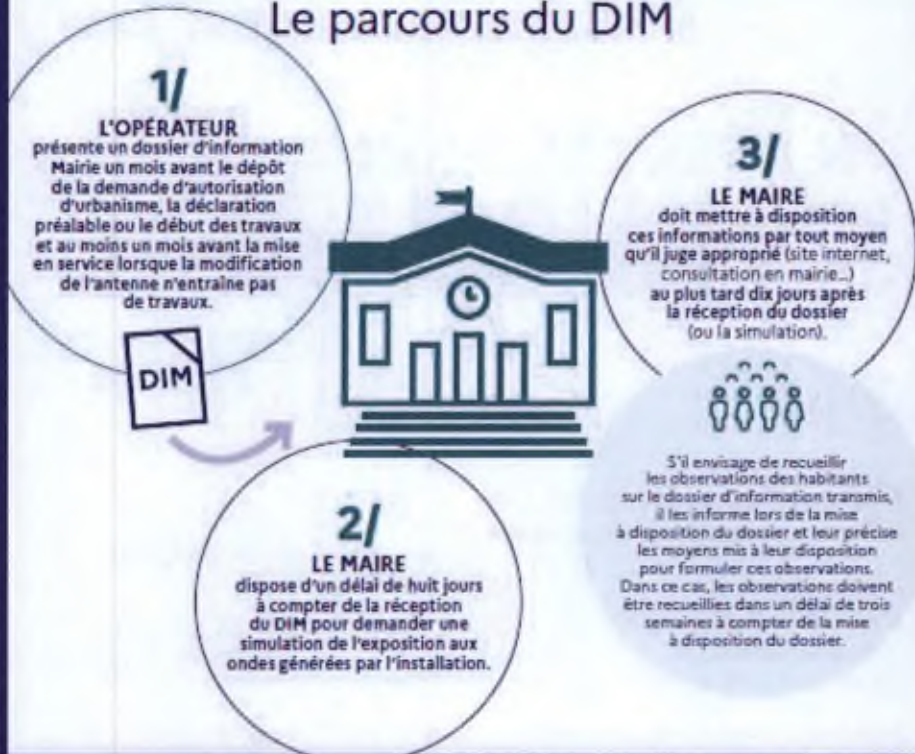 Le parcours du DIM
1/
L'OPÉRATEUR
présente un dossier d'information
Mairie un mois avant le dépôt
de la demande d'autorisation
d'urbanisme, la déclaration
préalable ou le début des travaux
et au moins un mois avant la mise
en service lorsque la modification
de l'antenne n'entraîne pas
de travaux.
DIM
2/
LE MAIRE
dispose d'un délai de huit jours
à compter de la réception
du DIM pour demander une
simulation de l'exposition aux
ondes générées par l'installation.
3/
LE MAIRE
doit mettre à disposition
ces informations par tout moyen
qu'il juge approprié (site internet,
consultation en mairie...)
au plus tard dix jours après
la réception du dossier
(ou la simulation).
S'il envisage de recueillir
les observations des habitants
sur le dossier d'information transmis,
il les informe lors de la mise
à disposition du dossier et leur précise
les moyens mis à leur disposition
pour formuler ces observations.
Dans ce cas, les observations doivent
être recueillies dans un délai de trois
semaines à compter de la mise
à disposition du dossier.